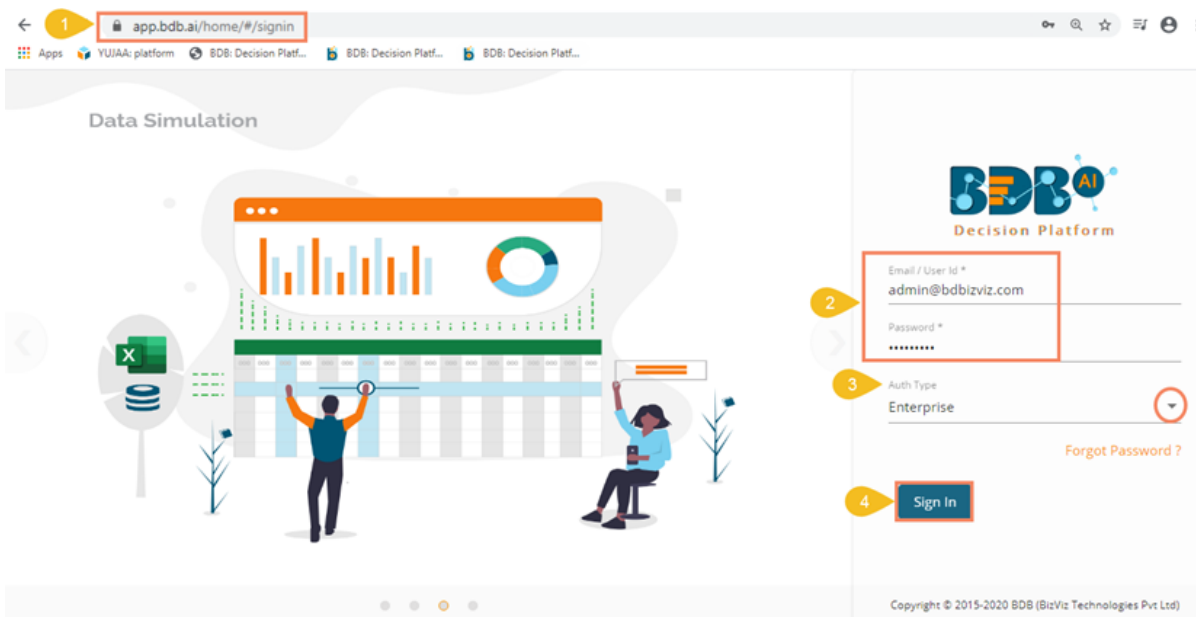 1
app.bdb.ai/home/#/signin
Apps YUJAA: platform BDB: Decision Platf... BDB: Decision Platf... BDB: Decision Platf...
Data Simulation
X
BDB AI
Decision Platform
2
Email / User Id *
admin@bdbizviz.com
Password *
•••••••••
3
Auth Type
Enterprise
Forgot Password ?
4
Sign In
Copyright © 2015-2020 BDB (BizViz Technologies Pvt Ltd)